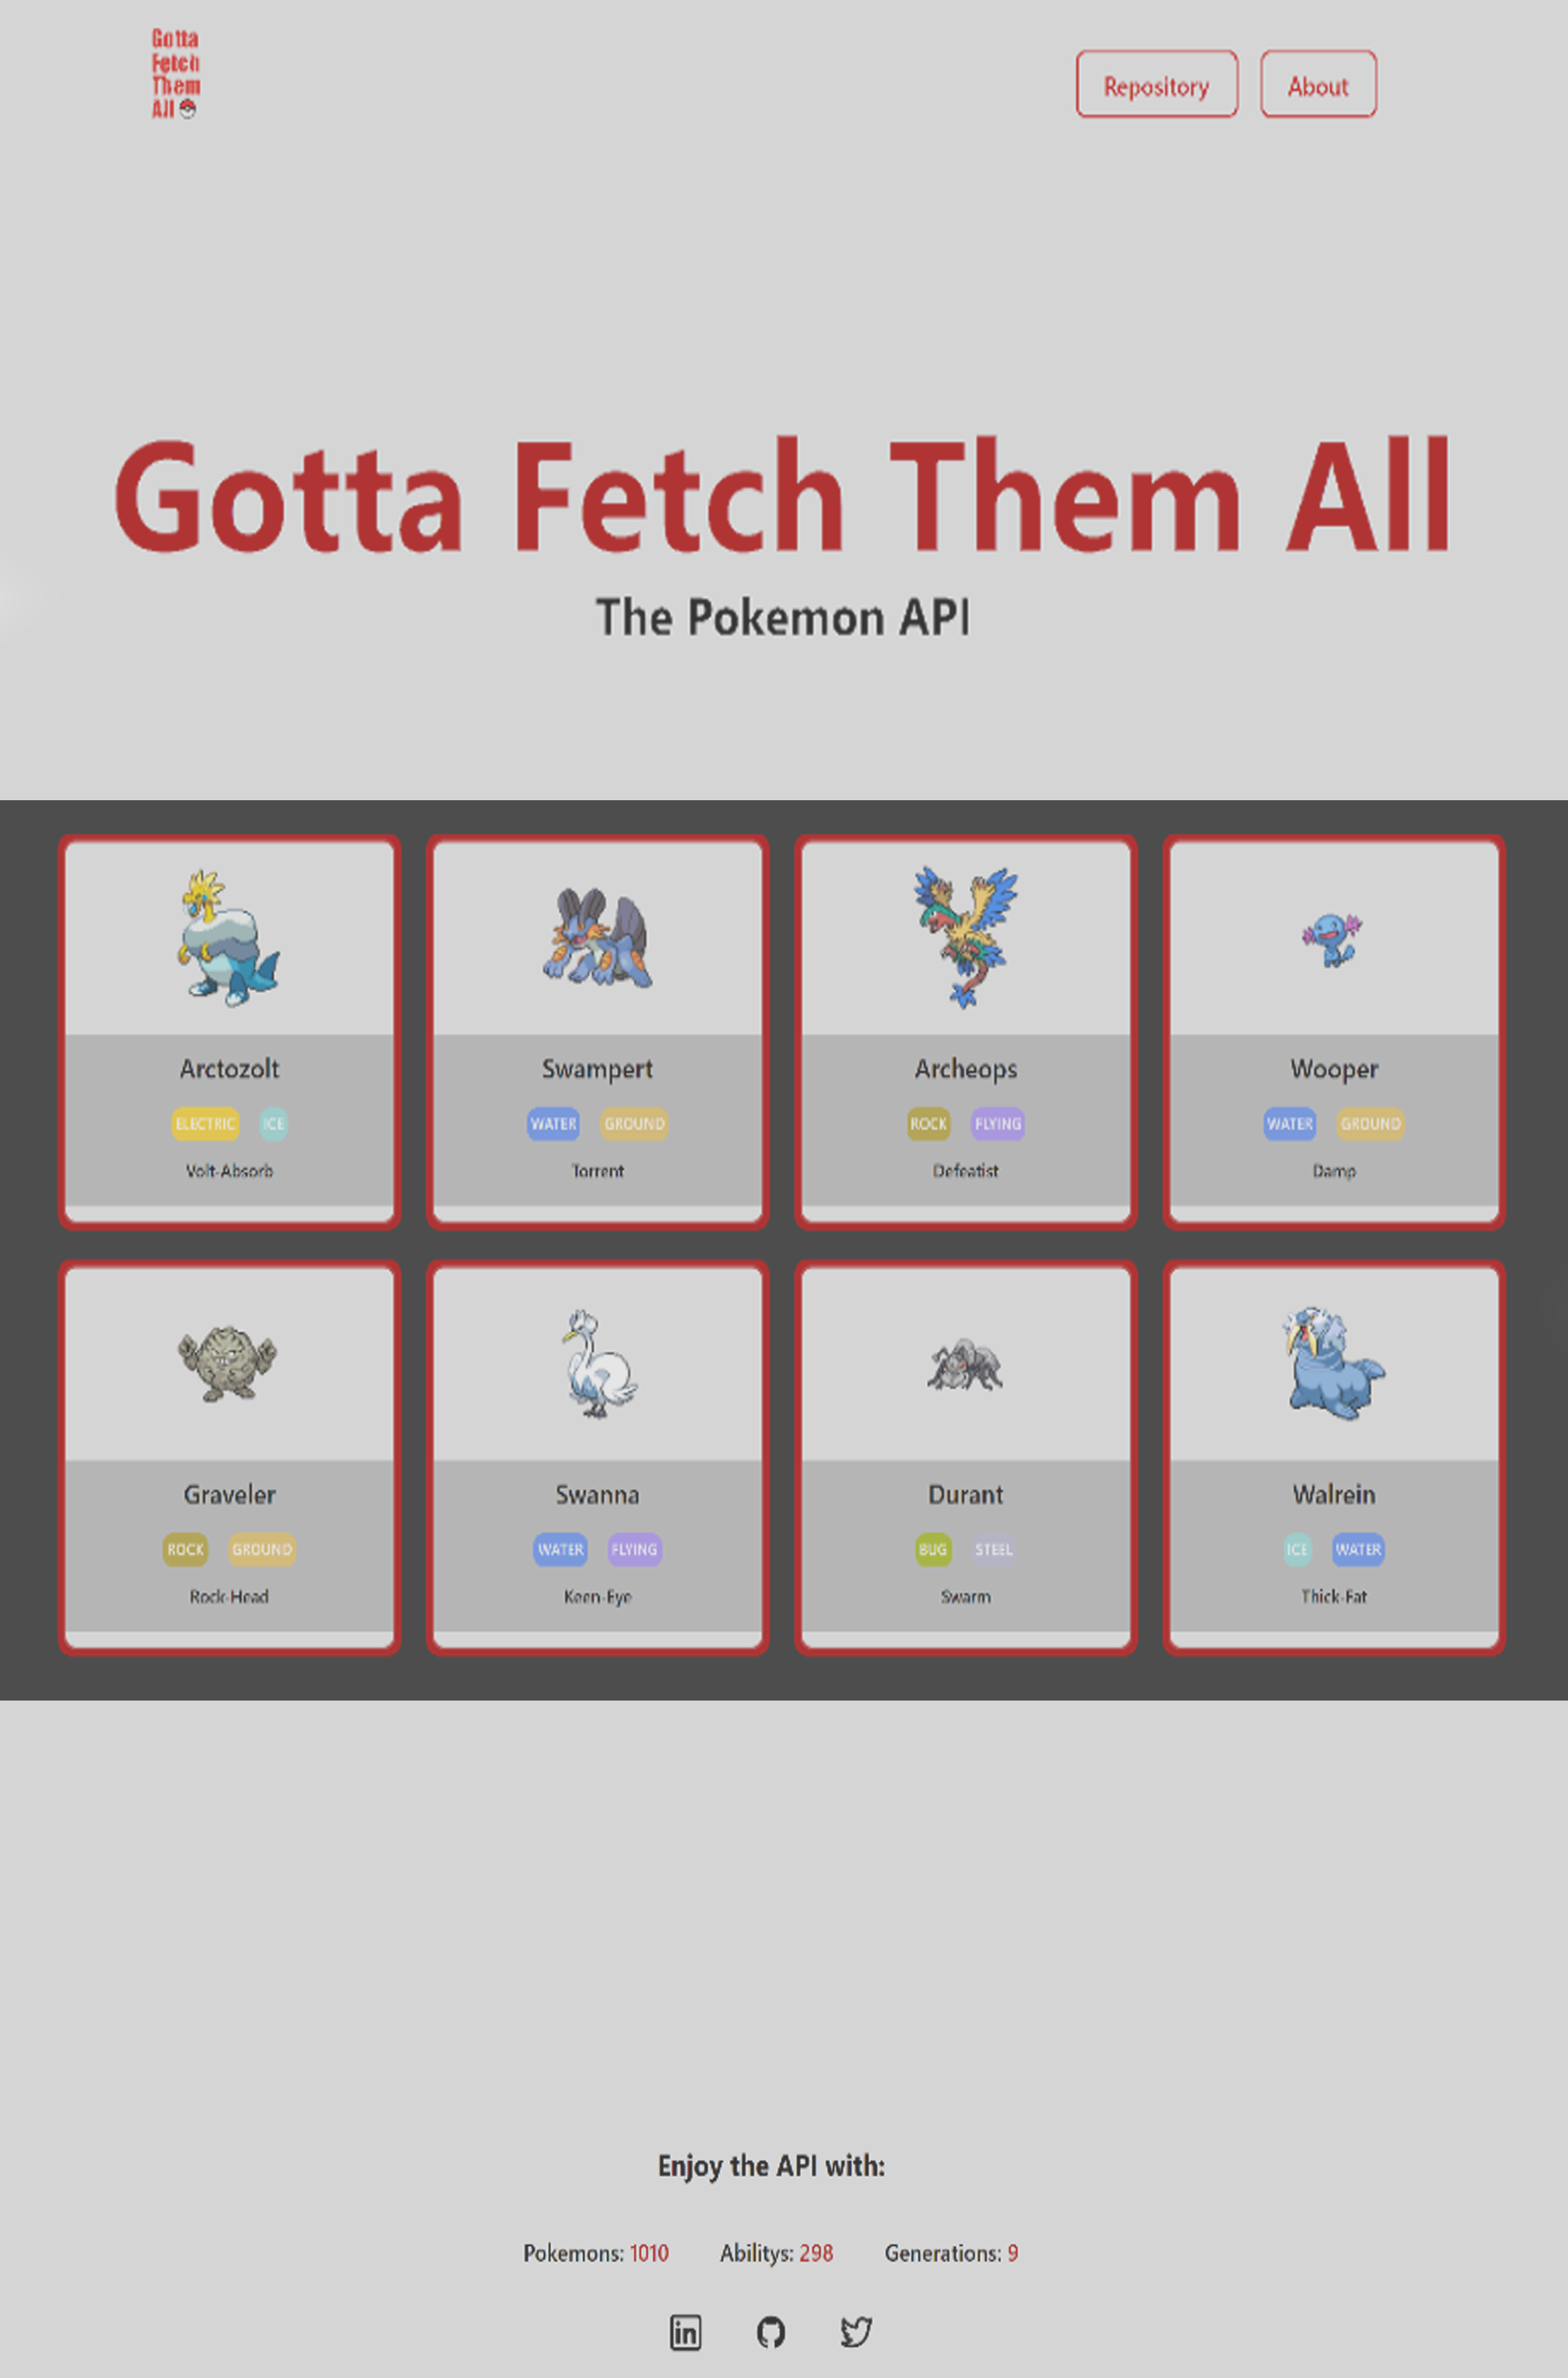 Gotta
Fetch
Them
All
Repository
About
Gotta Fetch Them All
The Pokemon API
Arctozolt
ELECTRIC ICE
Volt-Absorb
Swampert
WATER GROUND
Torrent
Archeops
ROCK FLYING
Defeatist
Wooper
WATER GROUND
Damp
Graveler
ROCK GROUND
Rock-Head
Swanna
WATER FLYING
Keen-Eye
Durant
BUG STEEL
Swarm
Walrein
ICE WATER
Thick-Fat
Enjoy the API with:
Pokemons: 1010 Abilitys: 298 Generations: 9
in